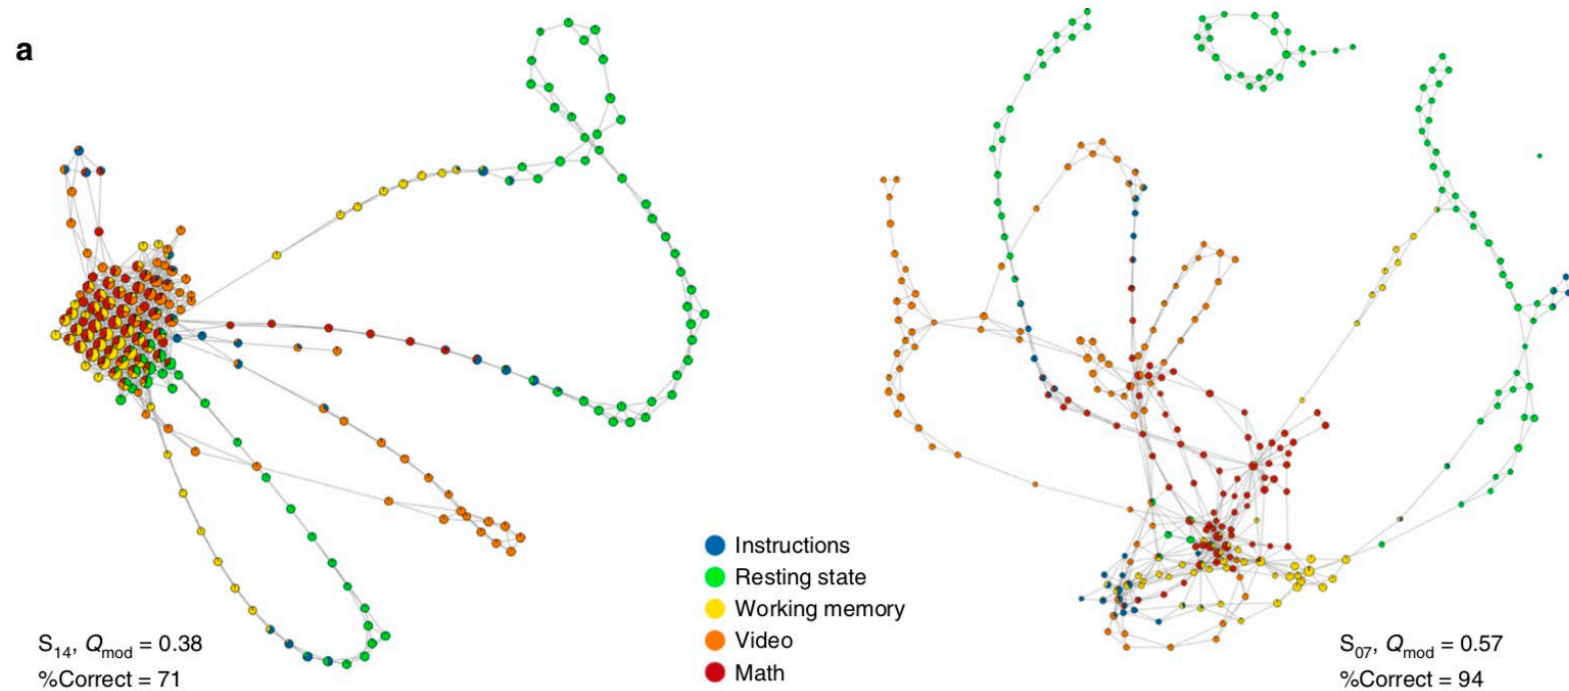 a
Instructions
Resting state
Working memory
Video
Math
S₁₄, Qmod = 0.38
%Correct = 71
S₀₇, Qmod = 0.57
%Correct = 94